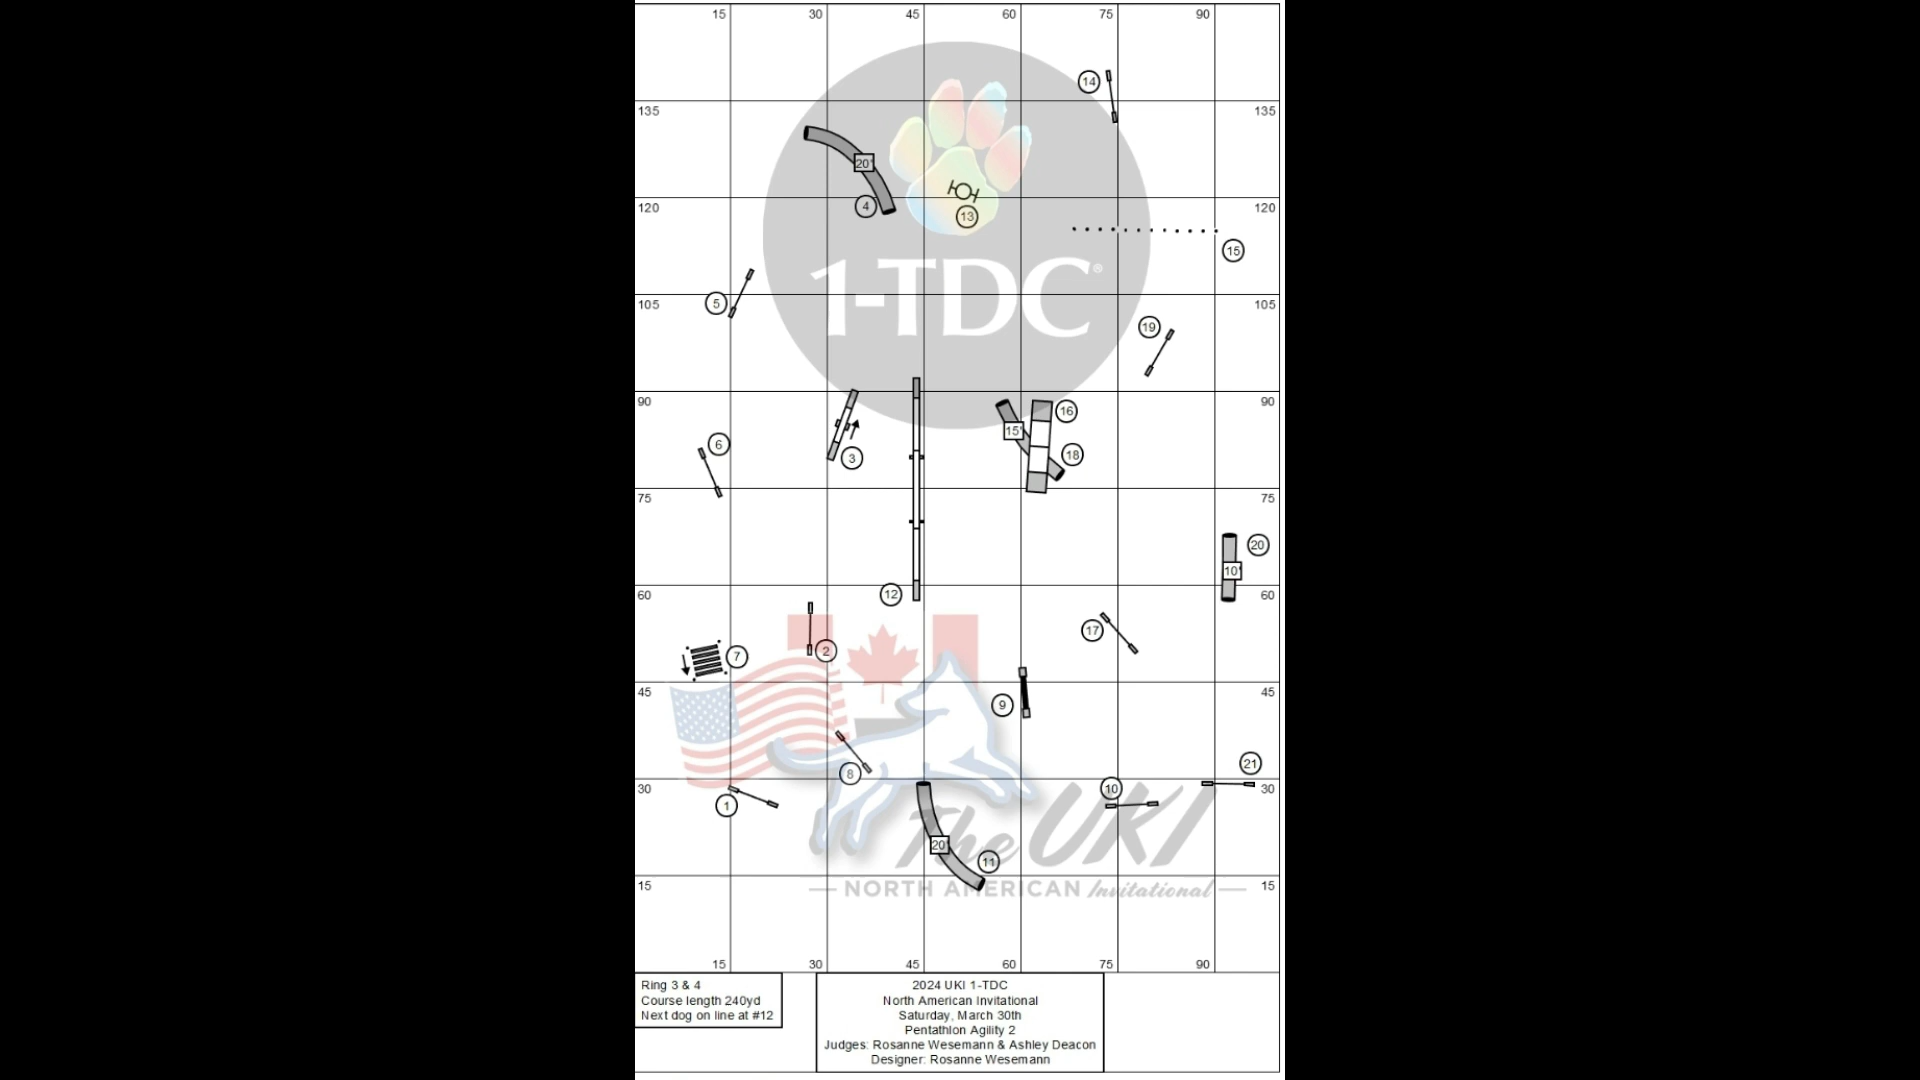 15 30 45 60 75 90
14
135 135
20'
120 4 13 120
15
1-TDC®
105 5 105
19
90 16 90
15'
6 3 18
75 75
20
10'
60 12 60
17
2
7
45 45
9
8
21
30 1 10 30
The UKI
20' 11
15 15
NORTH AMERICAN Invitational
15 30 45 60 75 90
Ring 3 & 4
Course length 240yd
Next dog on line at #12
2024 UKI 1-TDC
North American Invitational
Saturday, March 30th
Pentathlon Agility 2
Judges: Rosanne Wesemann & Ashley Deacon
Designer: Rosanne Wesemann